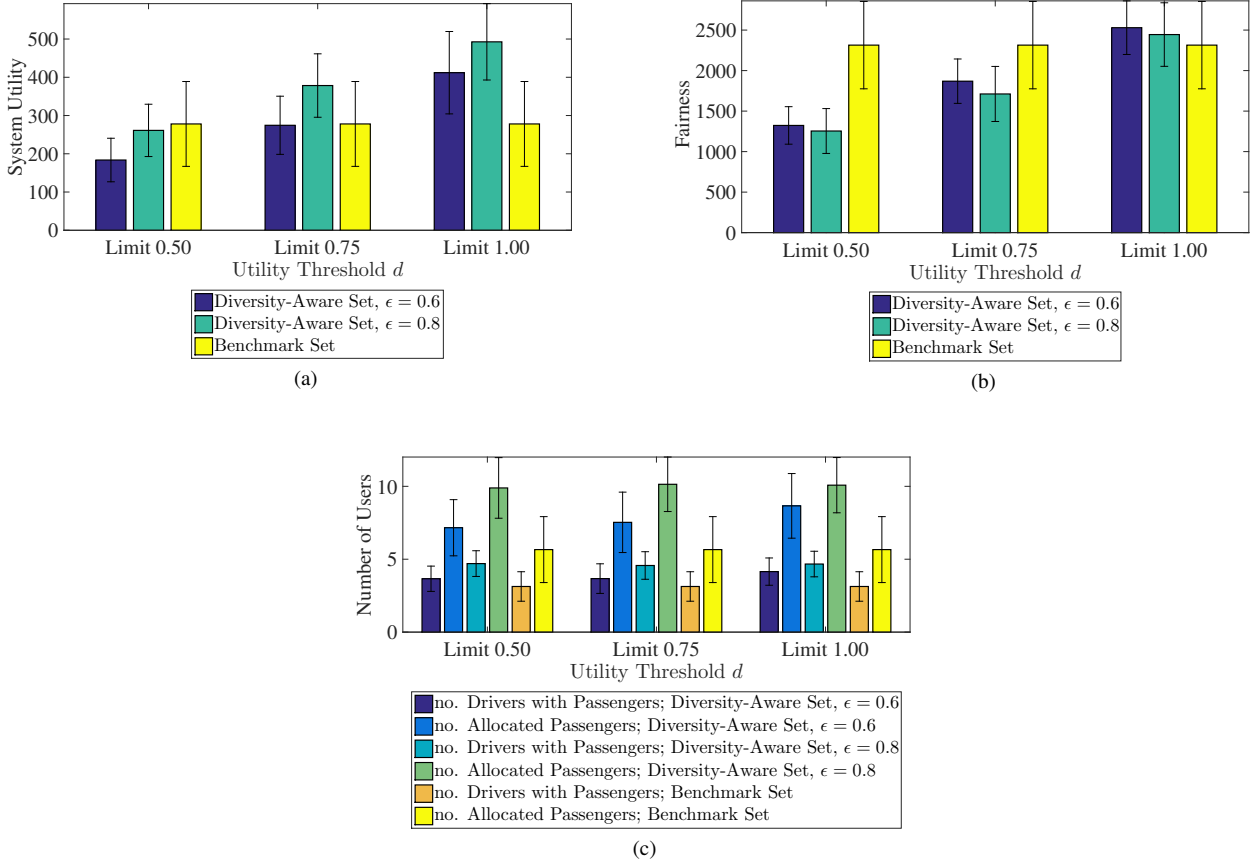 500
400
300
200
100
0
System Utility
Limit 0.50 Limit 0.75 Limit 1.00
Utility Threshold d
Diversity-Aware Set, ϵ = 0.6
Diversity-Aware Set, ϵ = 0.8
Benchmark Set
(a)
2500
2000
1500
1000
500
0
Fairness
Limit 0.50 Limit 0.75 Limit 1.00
Utility Threshold d
Diversity-Aware Set, ϵ = 0.6
Diversity-Aware Set, ϵ = 0.8
Benchmark Set
(b)
10
5
0
Number of Users
Limit 0.50 Limit 0.75 Limit 1.00
Utility Threshold d
no. Drivers with Passengers; Diversity-Aware Set, ϵ = 0.6
no. Allocated Passengers; Diversity-Aware Set, ϵ = 0.6
no. Drivers with Passengers; Diversity-Aware Set, ϵ = 0.8
no. Allocated Passengers; Diversity-Aware Set, ϵ = 0.8
no. Drivers with Passengers; Benchmark Set
no. Allocated Passengers; Benchmark Set
(c)